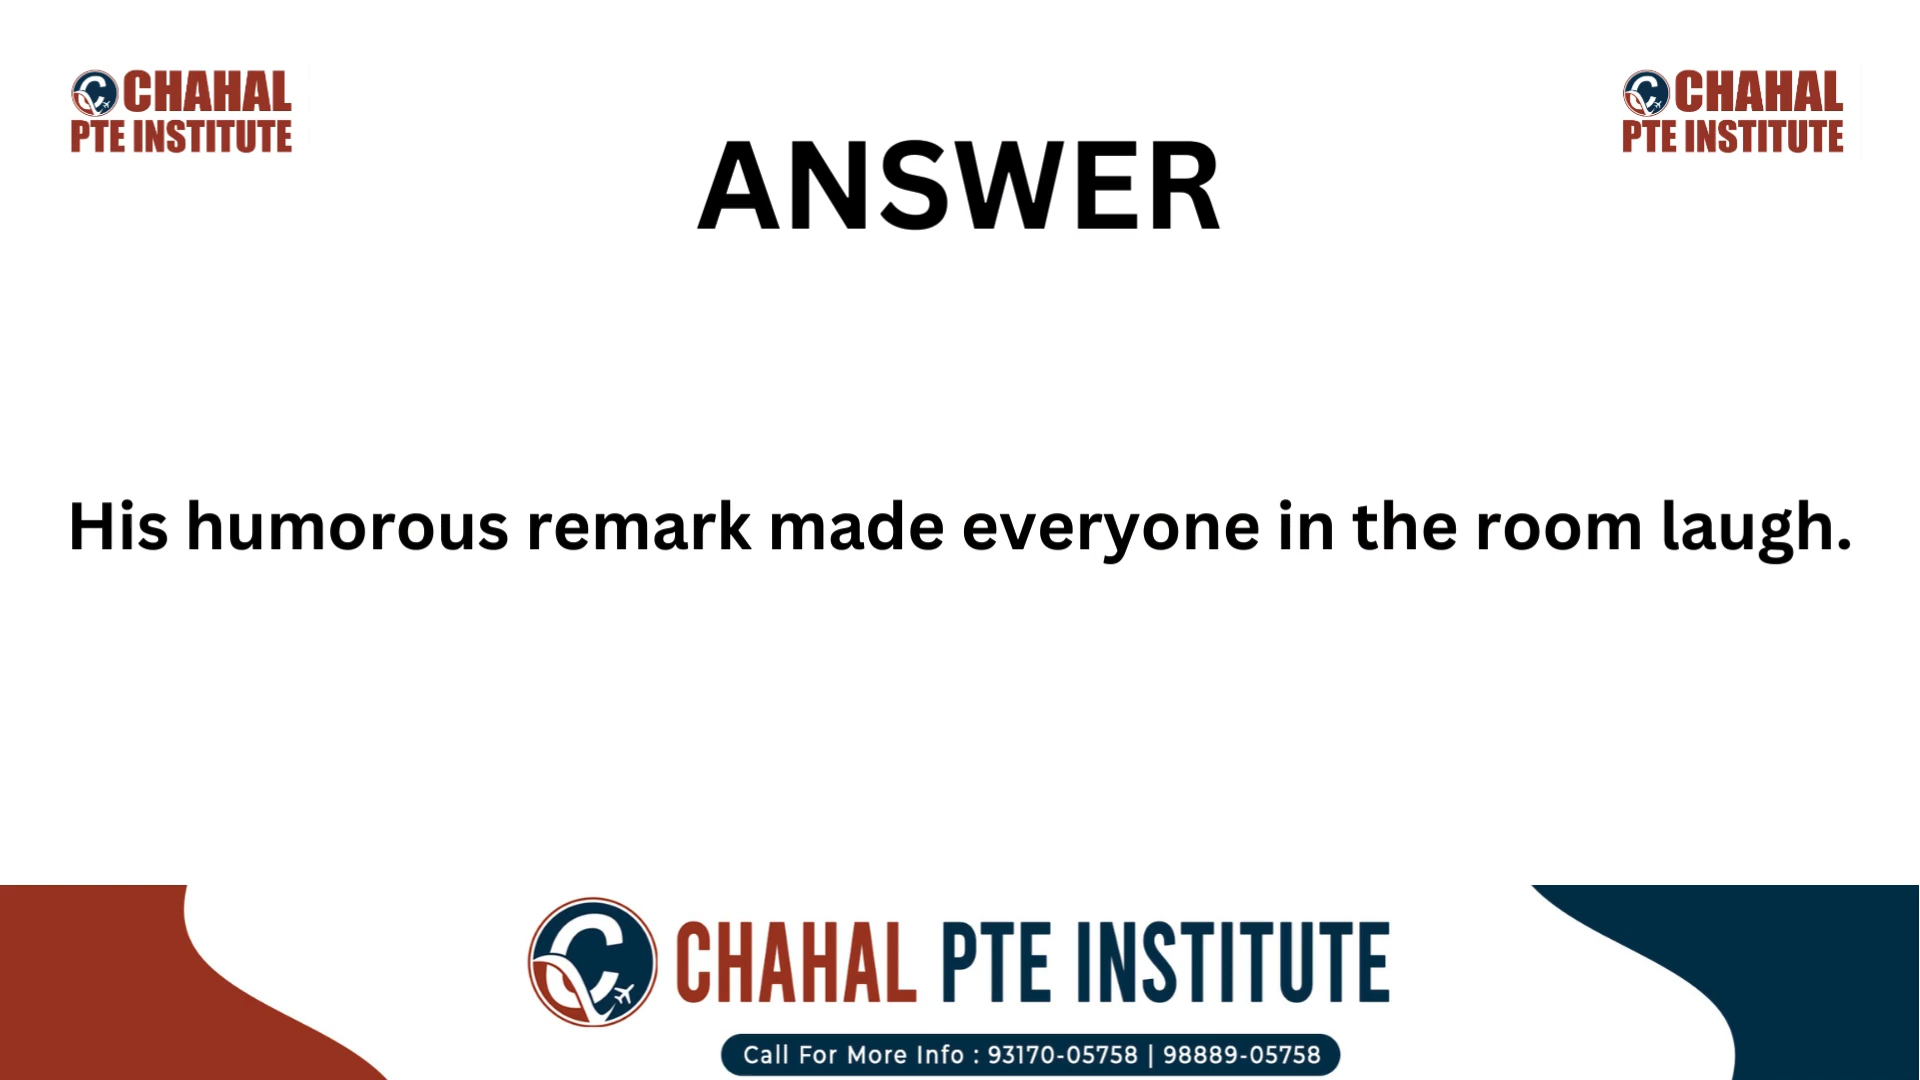 CHAHAL
PTE INSTITUTE
CHAHAL
PTE INSTITUTE
ANSWER
His humorous remark made everyone in the room laugh.
CHAHAL PTE INSTITUTE
Call For More Info : 93170-05758 | 98889-05758